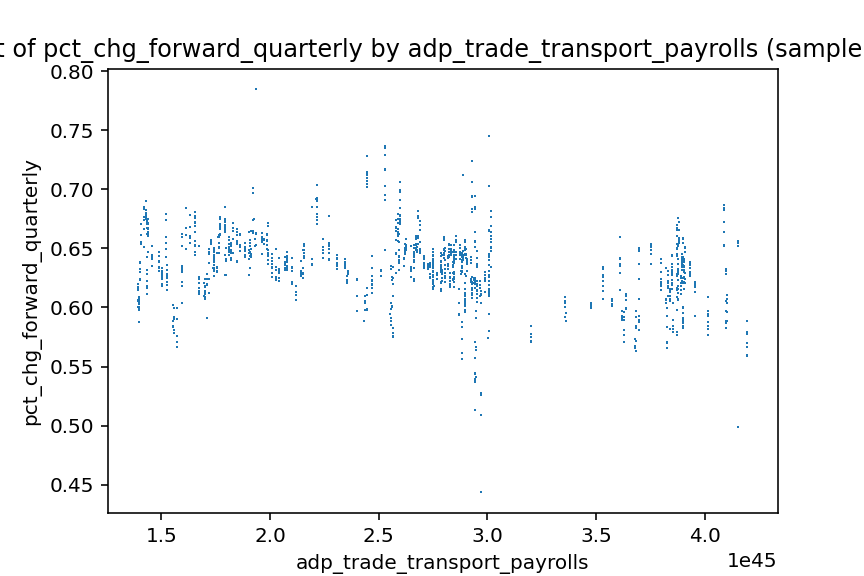 t of pct_chg_forward_quarterly by adp_trade_transport_payrolls (sample
0.80
0.75
0.70
0.65
0.60
0.55
0.50
0.45
pct_chg_forward_quarterly
1.5 2.0 2.5 3.0 3.5 4.0
1e45
adp_trade_transport_payrolls